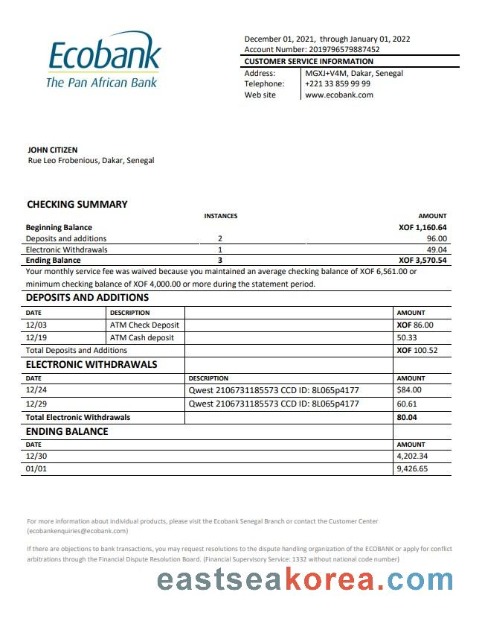 Ecobank
The Pan African Bank
December 01, 2021, through January 01, 2022
Account Number: 2019796579887452
CUSTOMER SERVICE INFORMATION
Address: MGXJ+V4M, Dakar, Senegal
Telephone: +221 33 859 99 99
Web site www.ecobank.com
JOHN CITIZEN
Rue Leo Frobenious, Dakar, Senegal
CHECKING SUMMARY
INSTANCES AMOUNT
Beginning Balance XOF 1,160.64
Deposits and additions 2 96.00
Electronic Withdrawals 1 49.04
Ending Balance 3 XOF 3,570.54
Your monthly service fee was waived because you maintained an average checking balance of XOF 6,561.00 or
minimum checking balance of XOF 4,000.00 or more during the statement period.
DEPOSITS AND ADDITIONS
DATE DESCRIPTION AMOUNT
12/03 ATM Check Deposit XOF 86.00
12/19 ATM Cash deposit 50.33
Total Deposits and Additions XOF 100.52
ELECTRONIC WITHDRAWALS
DATE DESCRIPTION AMOUNT
12/24 Qwest 2106731185573 CCD ID: 8L065p4177 $84.00
12/29 Qwest 2106731185573 CCD ID: 8L065p4177 60.61
Total Electronic Withdrawals 80.04
ENDING BALANCE
DATE AMOUNT
12/30 4,202.34
01/01 9,426.65
For more information about individual products, please visit the Ecobank Senegal Branch or contact the Customer Center
(ecobankenquiries@ecobank.com)
If there are objections to bank transactions, you may request resolutions to the dispute handling organization of the ECOBANK or apply for conflict
arbitrations through the Financial Dispute Resolution Board. (Financial Supervisory Service: 1332 without national code number)
eastseakorea.com